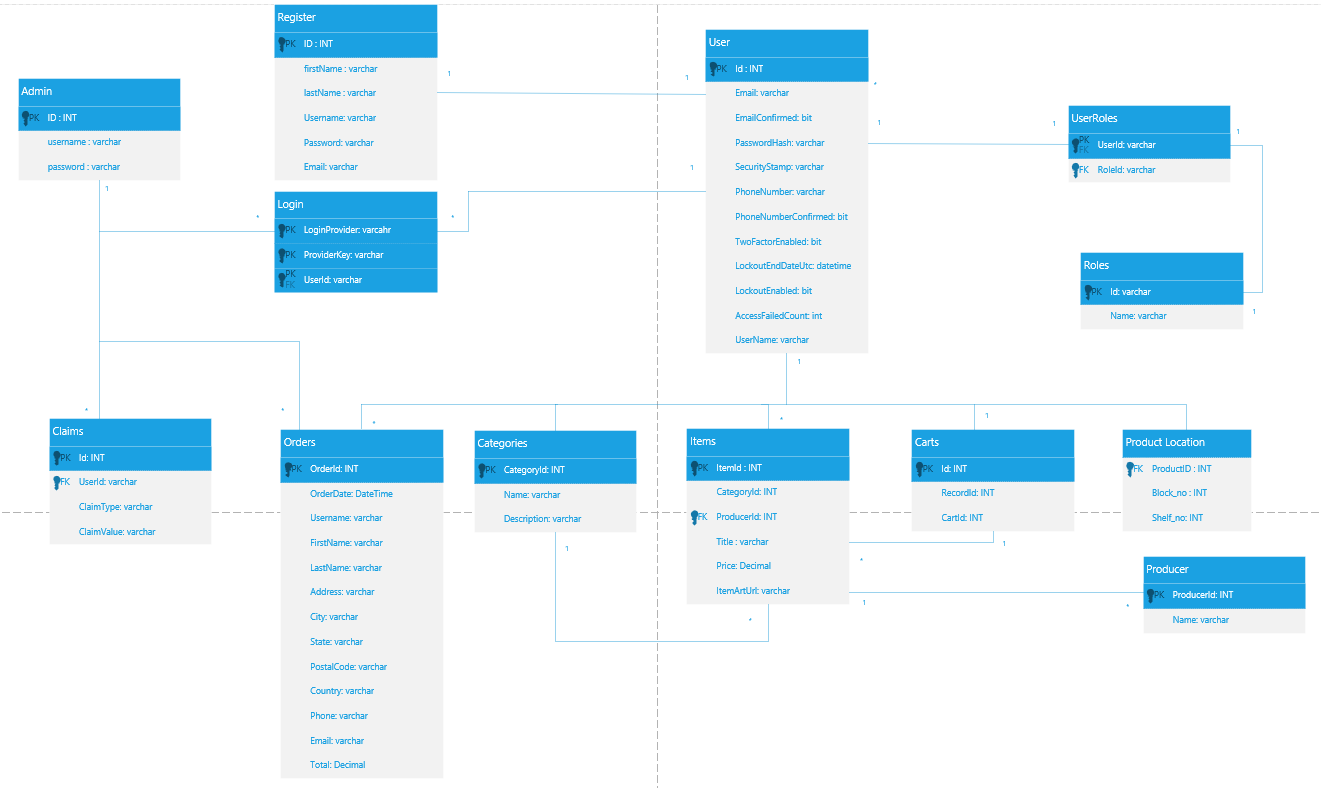 Register
PK ID : INT
firstName : varchar
lastName : varchar
Username: varchar
Password: varchar
Email: varchar
1
1
User
PK Id : INT
Email: varchar
EmailConfirmed: bit
PasswordHash: varchar
SecurityStamp: varchar
PhoneNumber: varchar
PhoneNumberConfirmed: bit
TwoFactorEnabled: bit
LockoutEndDateUtc: datetime
LockoutEnabled: bit
AccessFailedCount: int
UserName: varchar
*
1
1
UserRoles
PK
FK UserId: varchar
FK RoleId: varchar
1
Roles
PK Id: varchar
Name: varchar
1
Admin
PK ID : INT
username : varchar
password : varchar
1
*
Login
PK LoginProvider: varcahr
PK ProviderKey: varchar
PK
FK UserId: varchar
*
1
1
*
Claims
PK Id: INT
FK UserId: varchar
ClaimType: varchar
ClaimValue: varchar
*
*
Orders
PK OrderId: INT
OrderDate: DateTime
Username: varchar
FirstName: varchar
LastName: varchar
Address: varchar
City: varchar
State: varchar
PostalCode: varchar
Country: varchar
Phone: varchar
Email: varchar
Total: Decimal
Categories
PK CategoryId: INT
Name: varchar
Description: varchar
1
*
Items
PK ItemId : INT
CategoryId: INT
FK ProducerId: INT
Title : varchar
Price: Decimal
ItemArtUrl: varchar
*
1
Carts
PK Id: INT
RecordId: INT
CartId: INT
1
*
Product Location
FK ProductID : INT
Block_no : INT
Shelf_no: INT
1
*
Producer
PK ProducerId: INT
Name: varchar